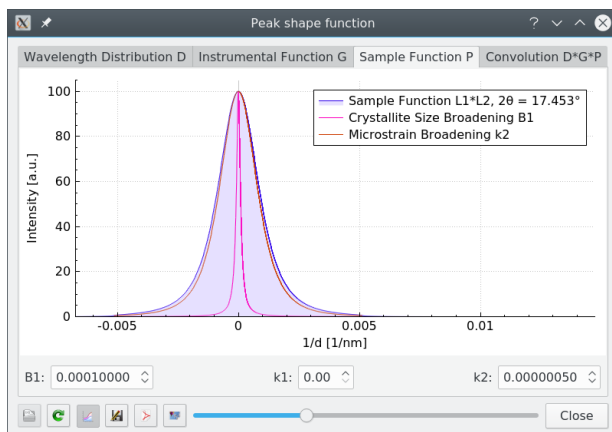 Peak shape function
Wavelength Distribution D
Instrumental Function G
Sample Function P
Convolution D*G*P
100
80
60
40
20
0
Intensity [a.u.]
Sample Function L1*L2, 2θ = 17.453°
Crystallite Size Broadening B1
Microstrain Broadening k2
-0.005
0
0.005
0.01
1/d [1/nm]
B1: 0.00010000
k1: 0.00
k2: 0.00000050
Close